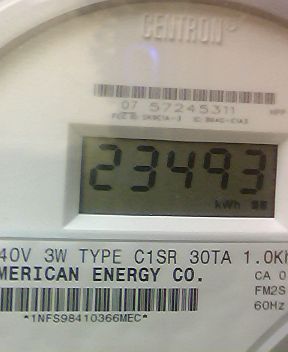 CENTRON
07 57245311
23493
kWh
40V 3W TYPE C1SR 30TA 1.0Kh
MERICAN ENERGY CO.
CA 0
FM2S
60Hz
*1NFS98410366MEC*